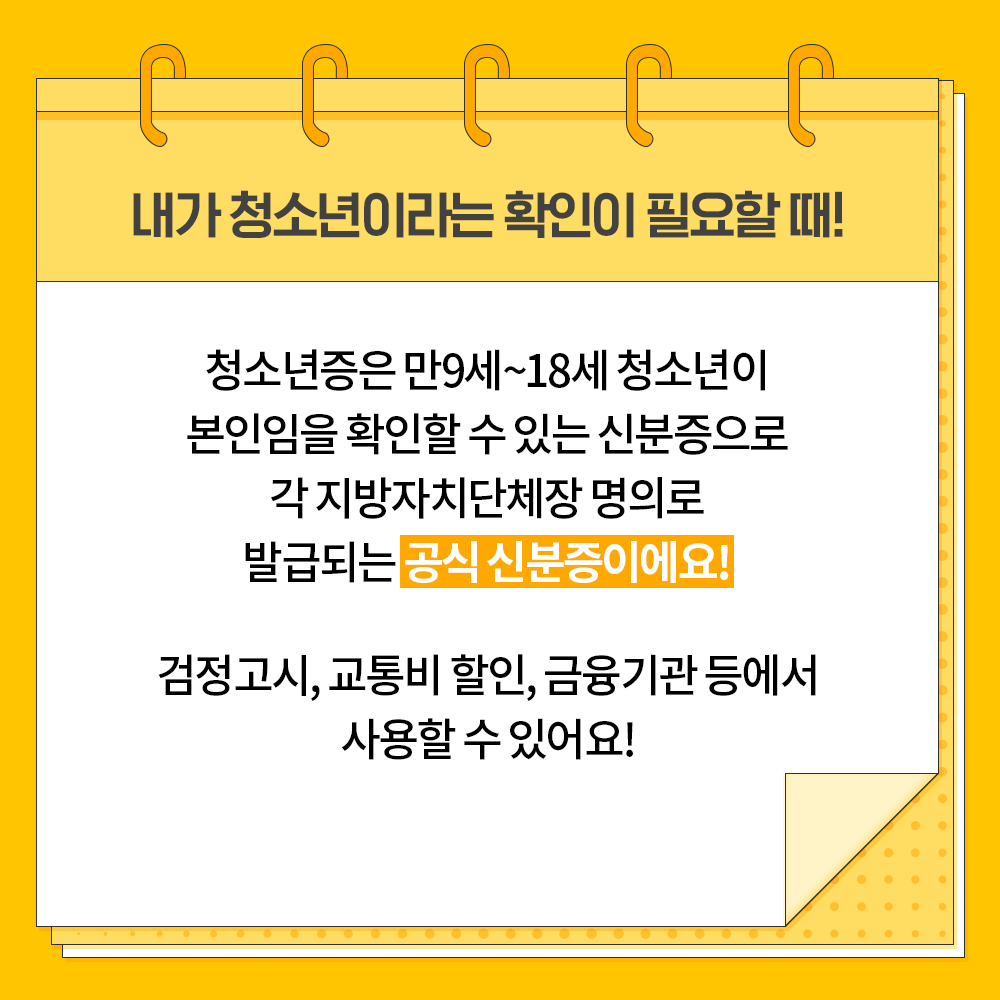 내가 청소년이라는 확인이 필요할 때!
청소년증은 만9세~18세 청소년이
본인임을 확인할 수 있는 신분증으로
각 지방자치단체장 명의로
발급되는 공식 신분증이에요!
검정고시, 교통비 할인, 금융기관 등에서
사용할 수 있어요!